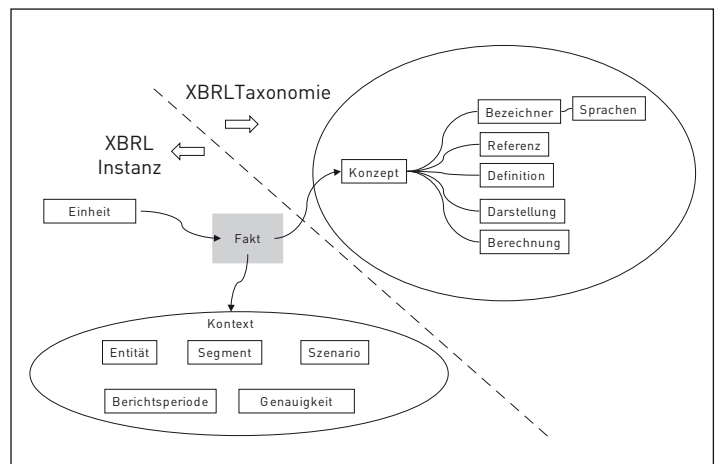 XBRLTaxonomie
XBRL
Instanz
Bezeichner
Sprachen
Referenz
Konzept
Definition
Darstellung
Berechnung
Einheit
Fakt
Kontext
Entität
Segment
Szenario
Berichtsperiode
Genauigkeit